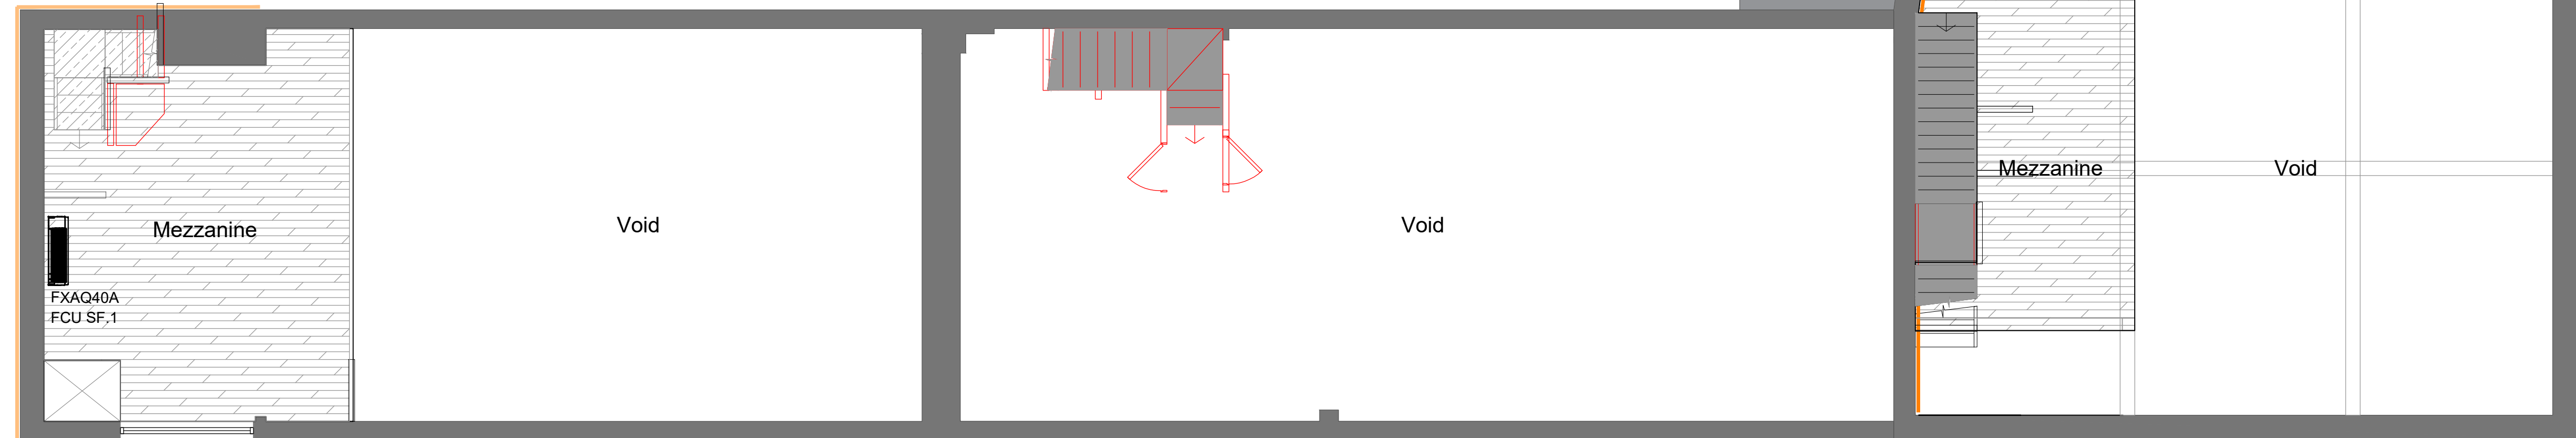 Mezzanine
FXAQ40A
FCU SF.1
Void
Void
Mezzanine
Void